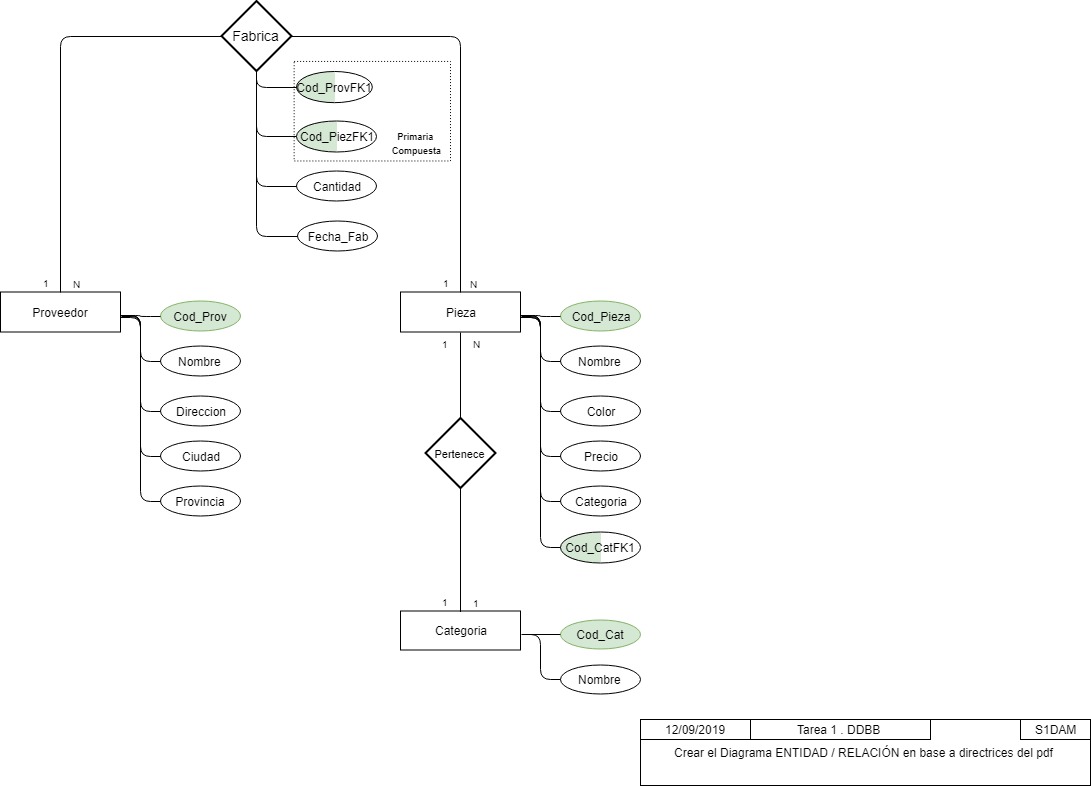 Fabrica
Cod_ProvFK1
Cod_PiezFK1
Primaria
Compuesta
Cantidad
Fecha_Fab
1 N
1 N
Proveedor
Cod_Prov
Nombre
Direccion
Ciudad
Provincia
Pieza
Cod_Pieza
1 N
Nombre
Color
Precio
Categoria
Cod_CatFK1
Pertenece
1 1
Categoria
Cod_Cat
Nombre
12/09/2019 Tarea 1 . DDBB S1DAM
Crear el Diagrama ENTIDAD / RELACIÓN en base a directrices del pdf